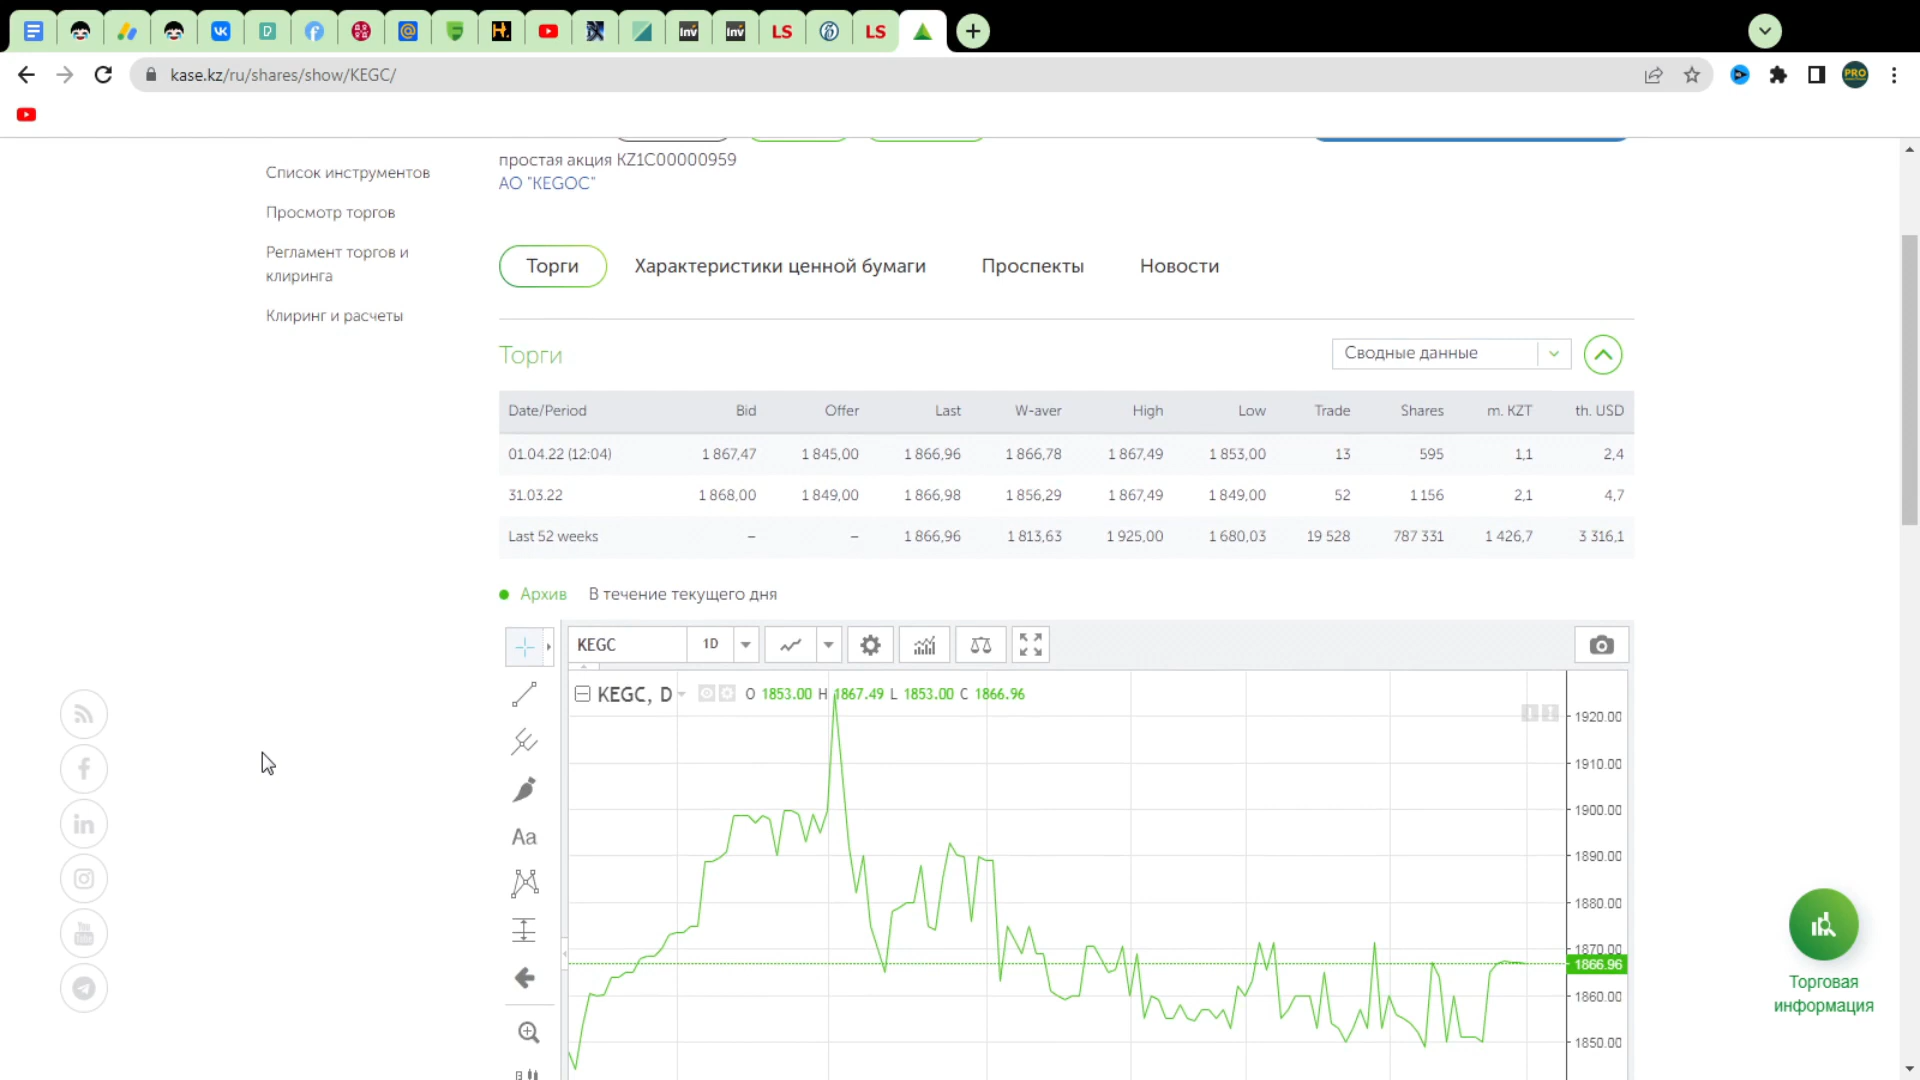 Inv
Inv
LS
LS
kase.kz/ru/shares/show/KEGC/
PRO
простая акция KZ1C00000959
АО "KEGOC"
Список инструментов
Просмотр торгов
Регламент торгов и
клиринга
Клиринг и расчеты
Торги
Характеристики ценной бумаги
Проспекты
Новости
Торги
Сводные данные
Date/Period Bid Offer Last W-aver High Low Trade Shares m. KZT th. USD
01.04.22 (12:04) 1 867,47 1 845,00 1 866,96 1 866,78 1 867,49 1 853,00 13 595 1,1 2,4
31.03.22 1 868,00 1 849,00 1 866,98 1 856,29 1 867,49 1 849,00 52 1 156 2,1 4,7
Last 52 weeks – – 1 866,96 1 813,63 1 925,00 1 680,03 19 528 787 331 1 426,7 3 316,1
Архив
В течение текущего дня
KEGC 1D
KEGC, D O 1853.00 H 1867.49 L 1853.00 C 1866.96
1920.00
1910.00
1900.00
1890.00
1880.00
1870.00
1866.96
1860.00
1850.00
Aa
Торговая
информация